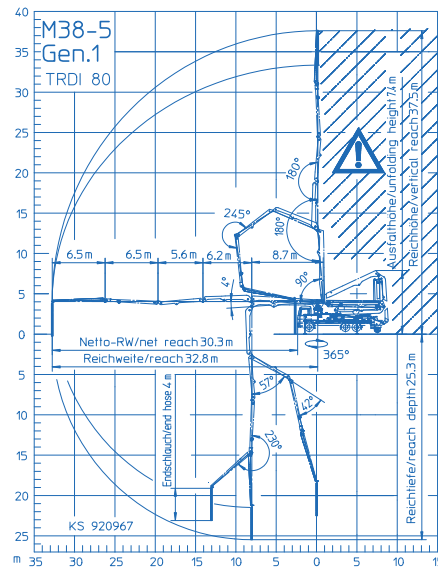 40
M38-5
Gen.1
TRDI 80
35
30
25
20
15
10
5
0
5
10
15
20
25
m
35
30
25
20
15
10
5
0
5
10
15
180°
245°
180°
90°
4°
6.5m
6.5m
5.6m
6.2m
8.7m
Ausfalthöhe/unfolding height 7.4m
Reichhöhe/vertical reach 37.5m
Netto-RW/net reach 30.3m
Reichweite/reach 32.8m
365°
57°
42°
230°
Endschlauch/end hose 4 m
Reichtiefe/reach depth 25.3m
KS 920967